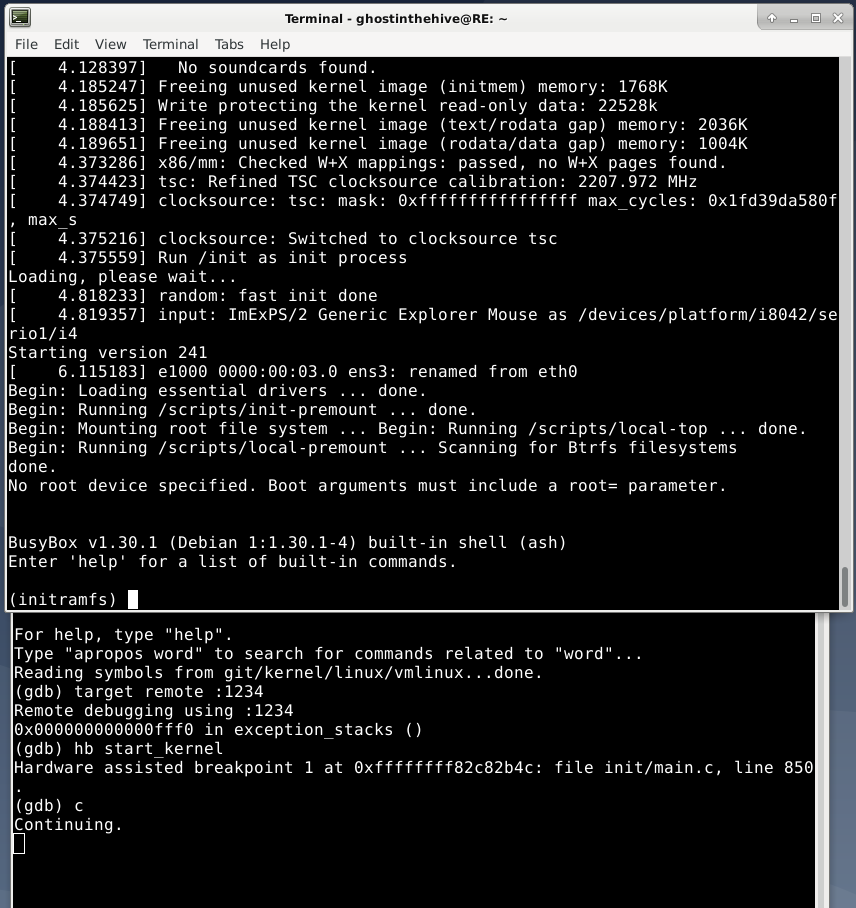 Terminal - ghostinthehive@RE: ~
File Edit View Terminal Tabs Help
[    4.128397]   No soundcards found.
[    4.185247] Freeing unused kernel image (initmem) memory: 1768K
[    4.185625] Write protecting the kernel read-only data: 22528k
[    4.188413] Freeing unused kernel image (text/rodata gap) memory: 2036K
[    4.189651] Freeing unused kernel image (rodata/data gap) memory: 1004K
[    4.373286] x86/mm: Checked W+X mappings: passed, no W+X pages found.
[    4.374423] tsc: Refined TSC clocksource calibration: 2207.972 MHz
[    4.374749] clocksource: tsc: mask: 0xffffffffffffffff max_cycles: 0x1fd39da580f
, max_s
[    4.375216] clocksource: Switched to clocksource tsc
[    4.375559] Run /init as init process
Loading, please wait...
[    4.818233] random: fast init done
[    4.819357] input: ImExPS/2 Generic Explorer Mouse as /devices/platform/i8042/se
rio1/i4
Starting version 241
[    6.115183] e1000 0000:00:03.0 ens3: renamed from eth0
Begin: Loading essential drivers ... done.
Begin: Running /scripts/init-premount ... done.
Begin: Mounting root file system ... Begin: Running /scripts/local-top ... done.
Begin: Running /scripts/local-premount ... Scanning for Btrfs filesystems
done.
No root device specified. Boot arguments must include a root= parameter.
BusyBox v1.30.1 (Debian 1:1.30.1-4) built-in shell (ash)
Enter 'help' for a list of built-in commands.
(initramfs)
For help, type "help".
Type "apropos word" to search for commands related to "word"...
Reading symbols from git/kernel/linux/vmlinux...done.
(gdb) target remote :1234
Remote debugging using :1234
0x000000000000fff0 in exception_stacks ()
(gdb) hb start_kernel
Hardware assisted breakpoint 1 at 0xffffffff82c82b4c: file init/main.c, line 850
.
(gdb) c
Continuing.